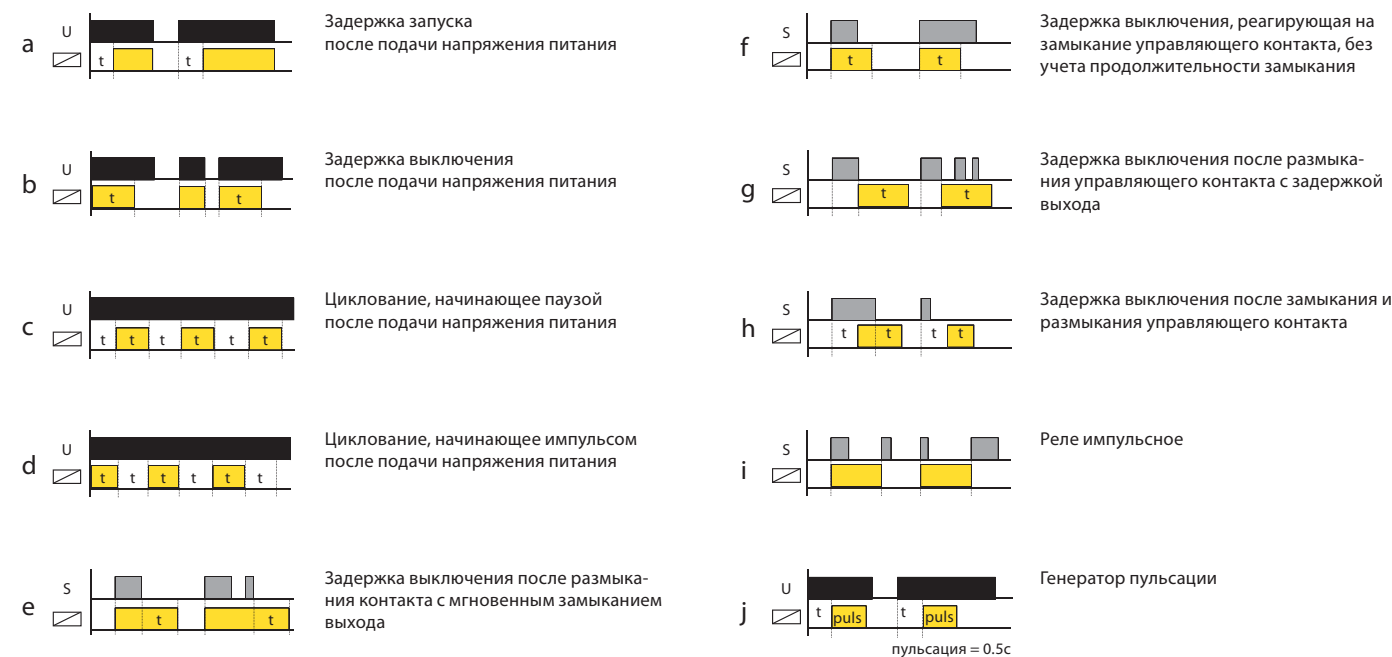 a
U
t
t
Задержка запуска
после подачи напряжения питания
b
U
t
t
Задержка выключения
после подачи напряжения питания
c
U
t t t t t t
Циклование, начинающее паузой
после подачи напряжения питания
d
U
t t t t t t
Циклование, начинающее импульсом
после подачи напряжения питания
e
S
t
t
Задержка выключения после размыка-
ния контакта с мгновенным замыканием
выхода
f
S
t
t
Задержка выключения, реагирующая на
замыкание управляющего контакта, без
учета продолжительности замыкания
g
S
t
t
Задержка выключения после размыка-
ния управляющего контакта с задержкой
выхода
h
S
t t t t
Задержка выключения после замыкания и
размыкания управляющего контакта
i
S
Реле импульсное
j
U
t puls t puls
пульсация = 0.5с
Генератор пульсации